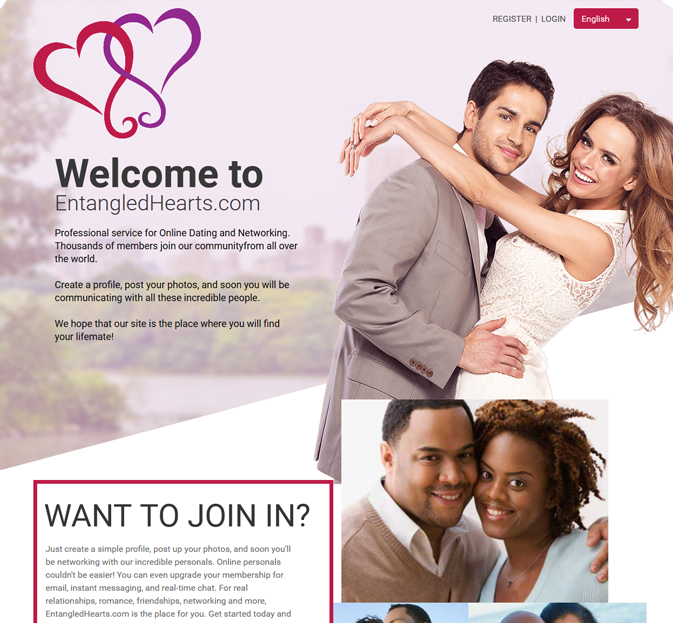 REGISTER | LOGIN English
Welcome to
EntangledHearts.com
Professional service for Online Dating and Networking.
Thousands of members join our communityfrom all over
the world.
Create a profile, post your photos, and soon you will be
communicating with all these incredible people.
We hope that our site is the place where you will find
your lifemate!
WANT TO JOIN IN?
Just create a simple profile, post up your photos, and soon you'll
be networking with our incredible personals. Online personals
couldn't be easier! You can even upgrade your membership for
email, instant messaging, and real-time chat. For real
relationships, romance, friendships, networking and more,
EntangledHearts.com is the place for you. Get started today and